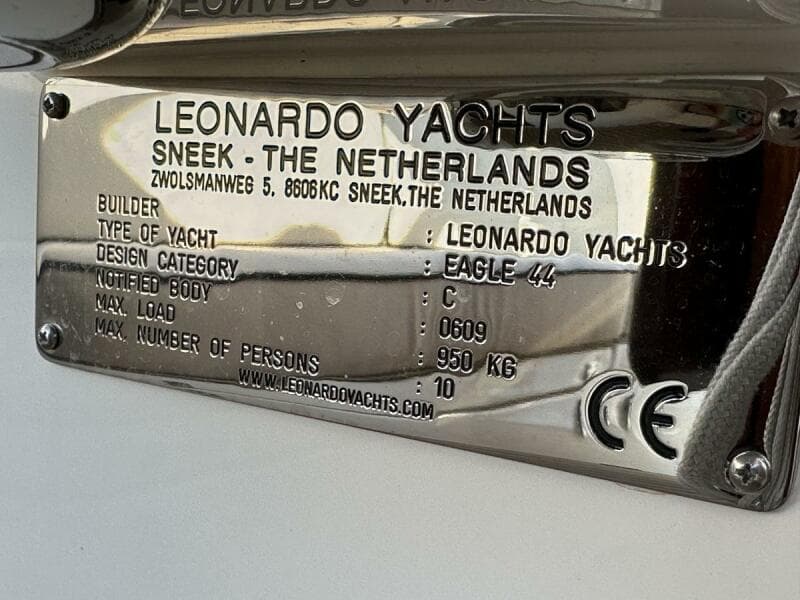 LEONARDO YACHTS
SNEEK - THE NETHERLANDS
ZWOLSMANWEG 5, 8606KC SNEEK, THE NETHERLANDS
BUILDER : LEONARDO YACHTS
TYPE OF YACHT : EAGLE 44
DESIGN CATEGORY : C
NOTIFIED BODY : 0609
MAX. LOAD : 950 KG
MAX. NUMBER OF PERSONS : 10
WWW.LEONARDOYACHTS.COM
CE